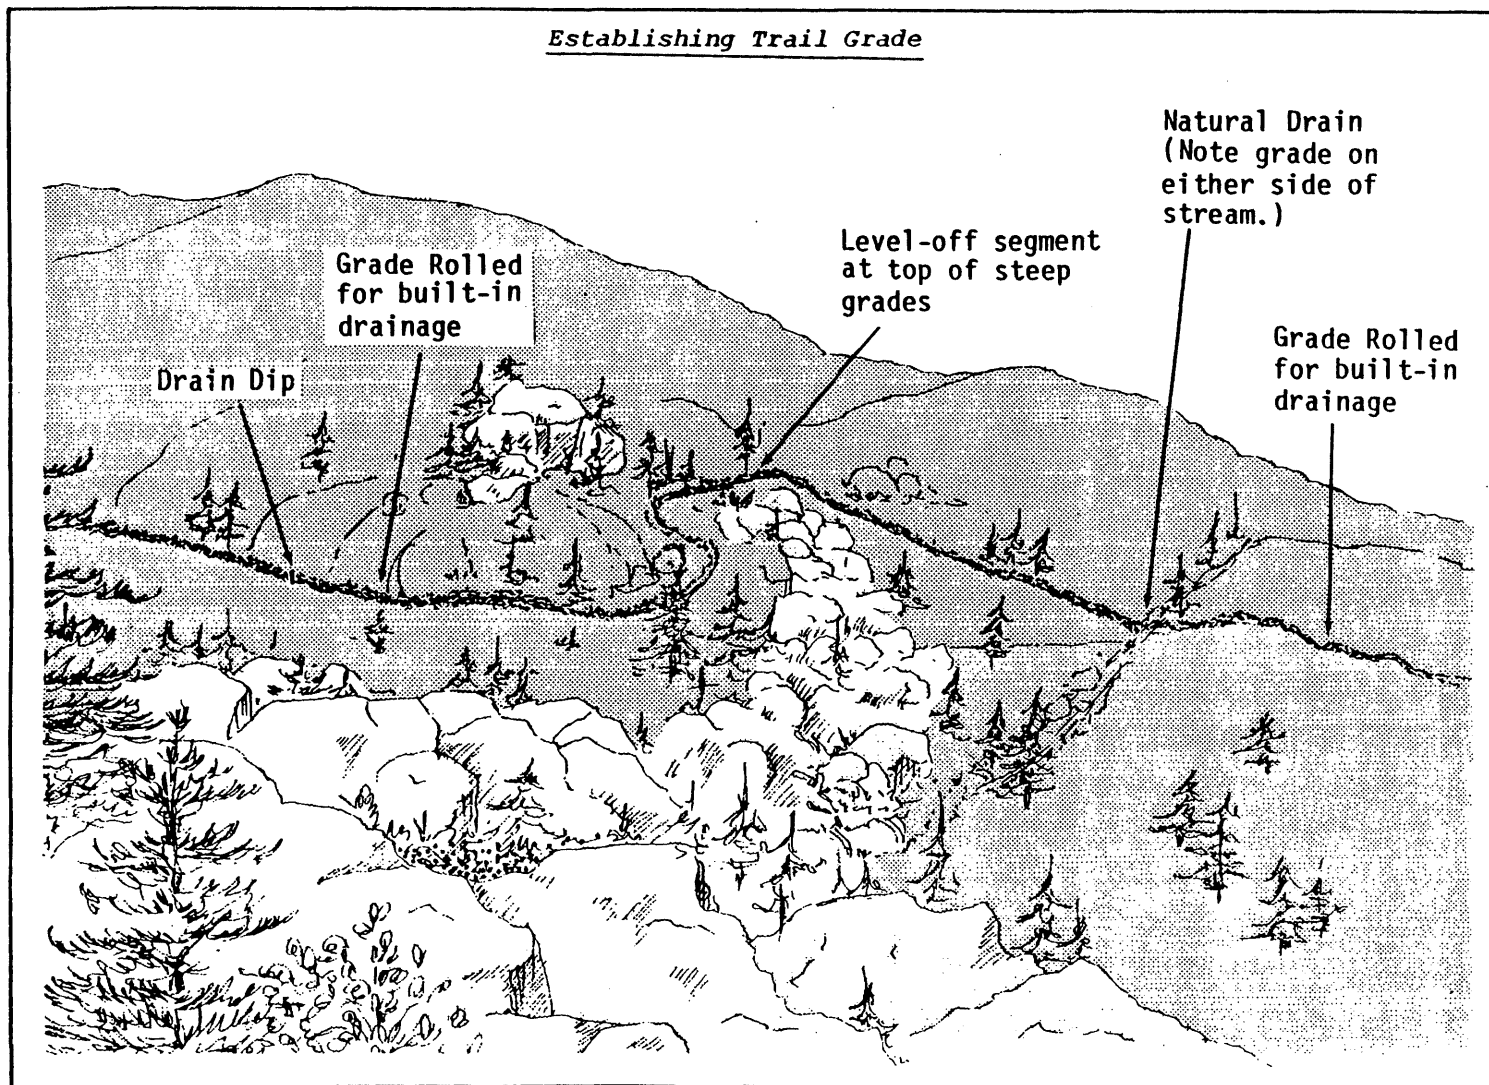 Establishing Trail Grade
Natural Drain
(Note grade on
either side of
stream.)
Level-off segment
at top of steep
grades
Grade Rolled
for built-in
drainage
Grade Rolled
for built-in
drainage
Drain Dip